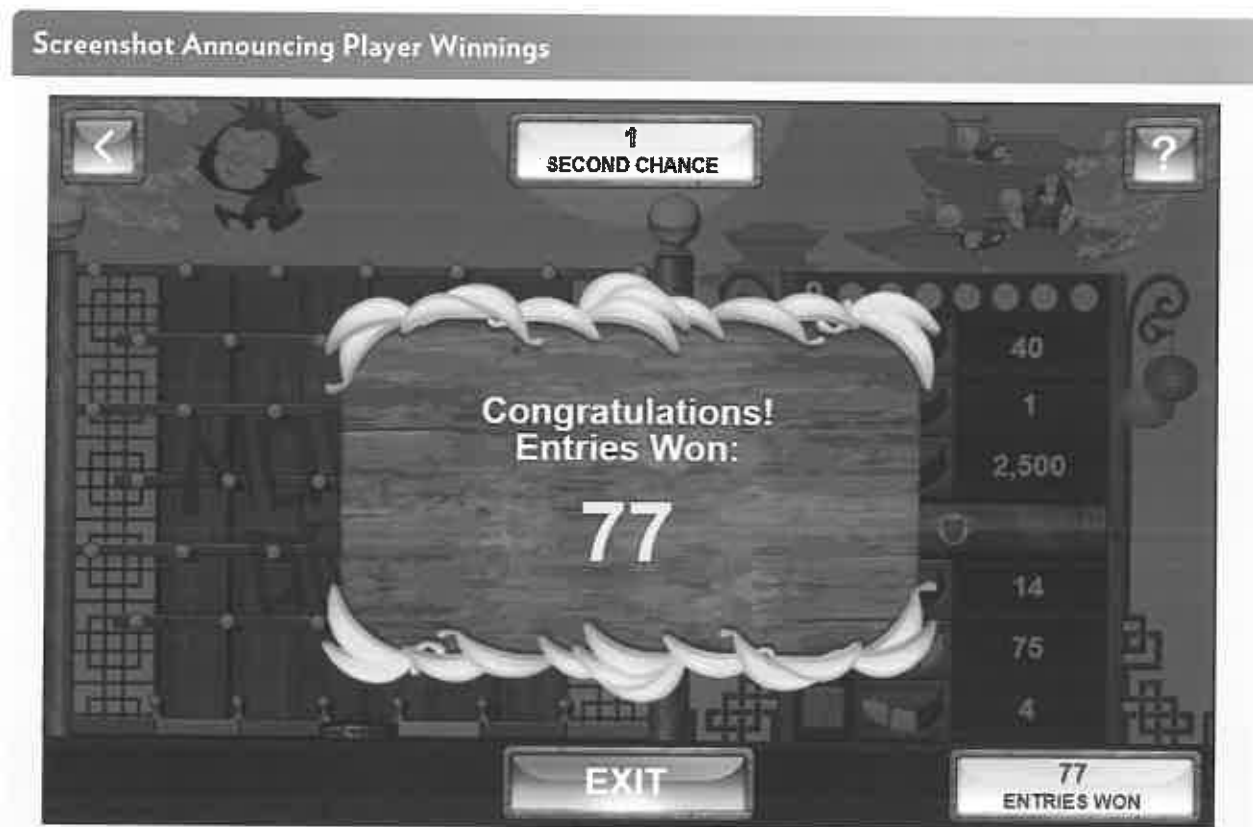 Screenshot Announcing Player Winnings
<
1
SECOND CHANCE
?
Congratulations!
Entries Won:
77
40
1
2,500
14
75
4
EXIT
77
ENTRIES WON